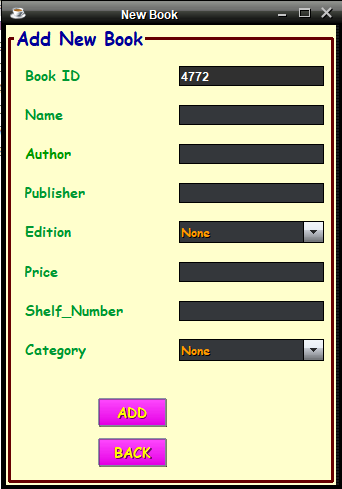 New Book
Add New Book
Book ID 4772
Name
Author
Publisher
Edition None
Price
Shelf_Number
Category None
ADD
BACK